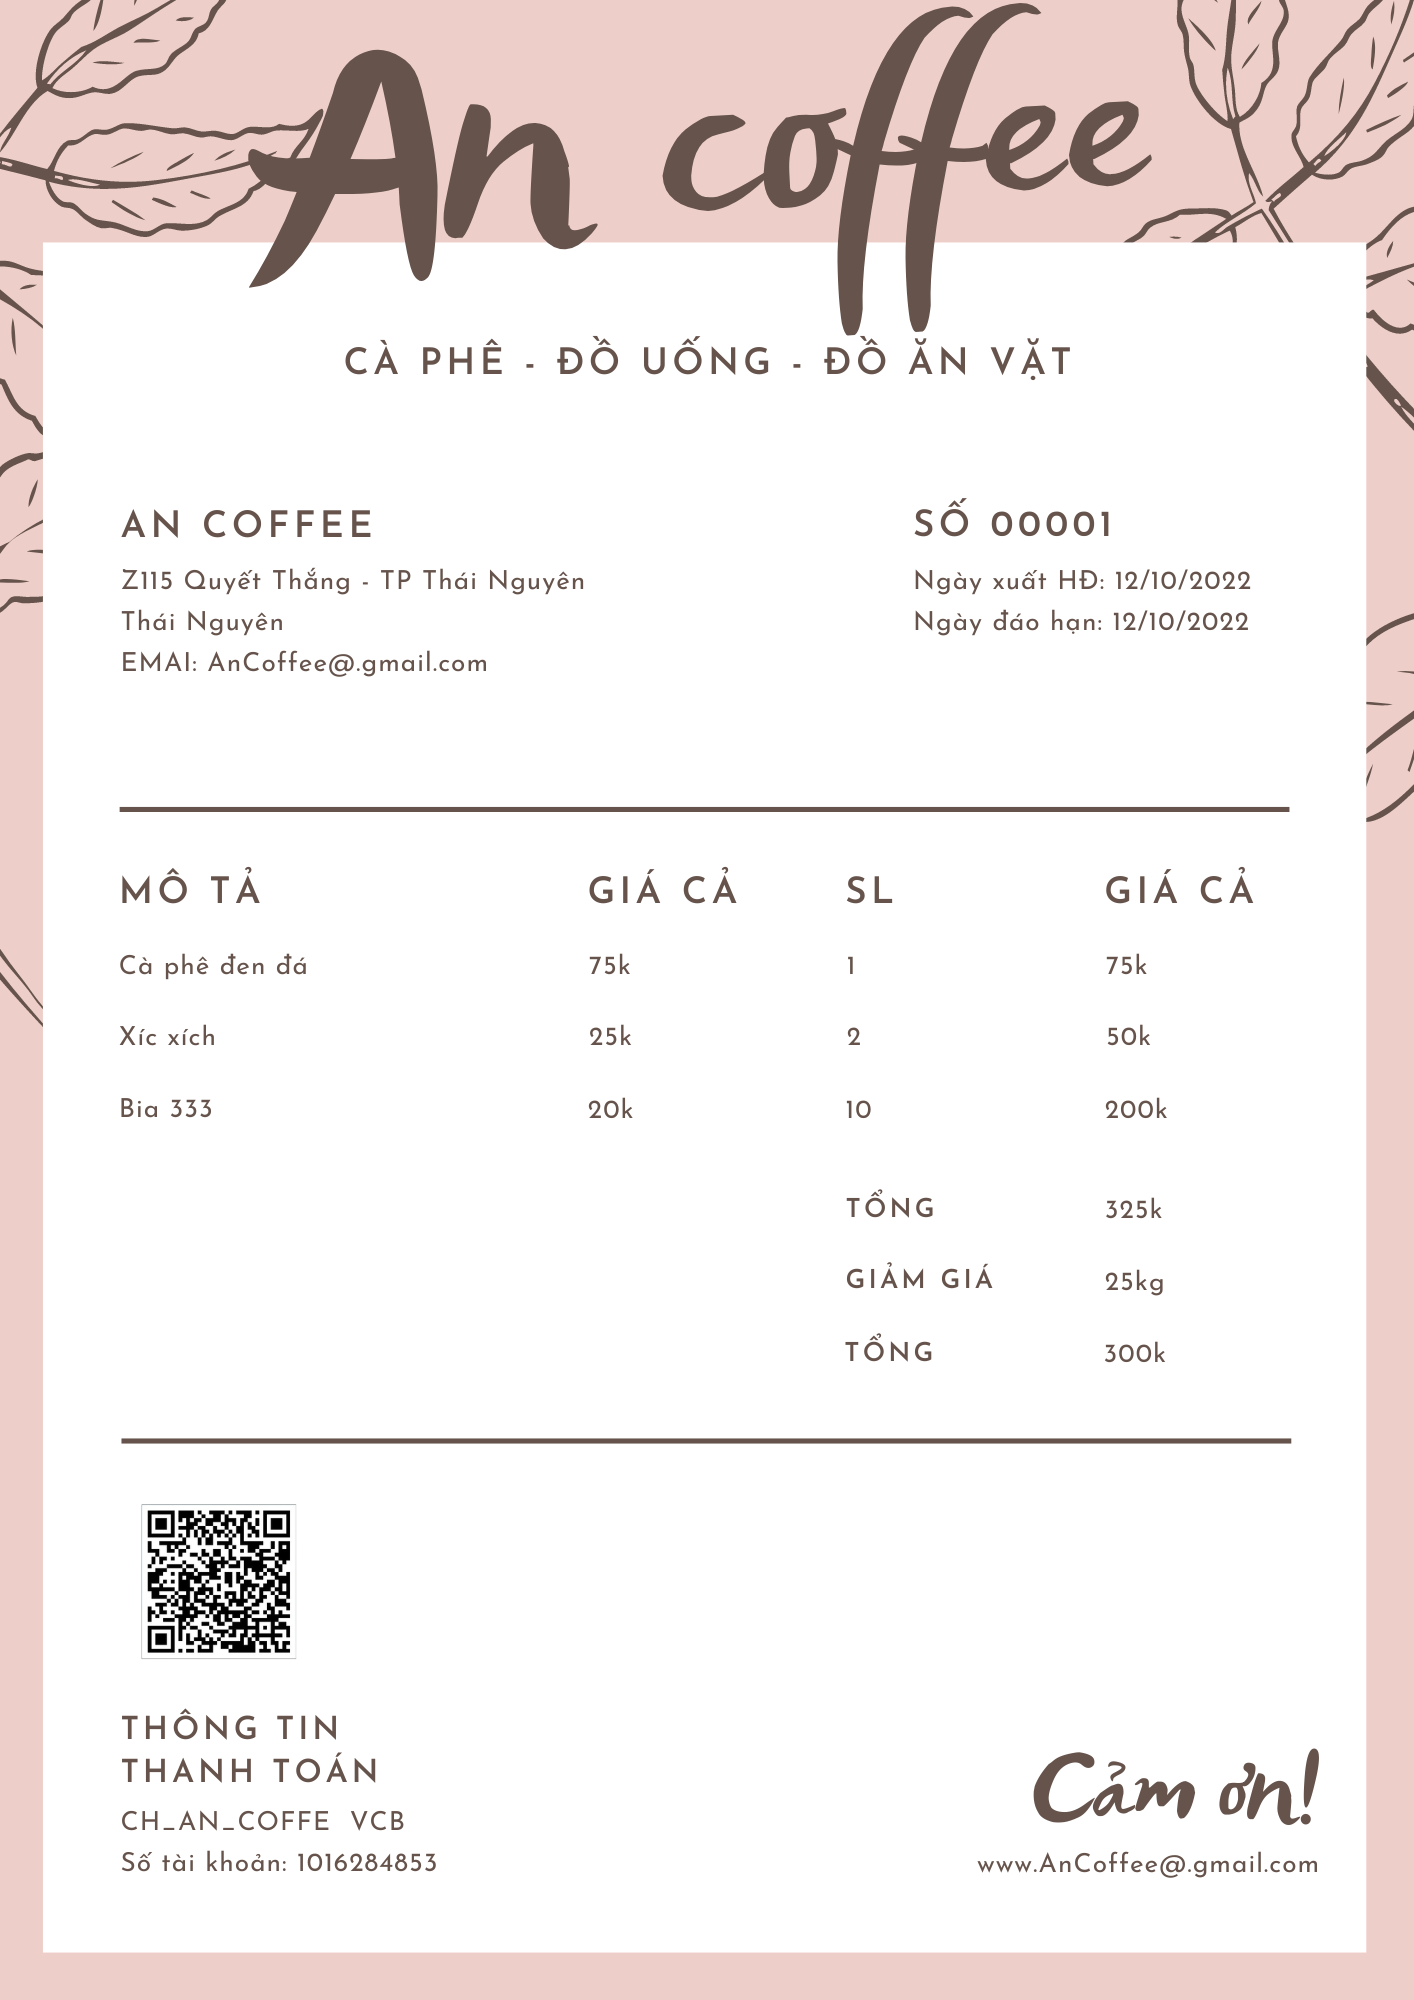 An coffee
CÀ PHÊ - ĐỒ UỐNG - ĐỒ ĂN VẶT
AN COFFEE
Z115 Quyết Thắng - TP Thái Nguyên
Thái Nguyên
EMAI: AnCoffee@.gmail.com
SỐ 00001
Ngày xuất HĐ: 12/10/2022
Ngày đáo hạn: 12/10/2022
MÔ TẢ GIÁ CẢ SL GIÁ CẢ
Cà phê đen đá 75k 1 75k
Xíc xích 25k 2 50k
Bia 333 20k 10 200k
TỔNG 325k
GIẢM GIÁ 25kg
TỔNG 300k
THÔNG TIN
THANH TOÁN
CH_AN_COFFE VCB
Số tài khoản: 1016284853
Cảm ơn!
www.AnCoffee@.gmail.com